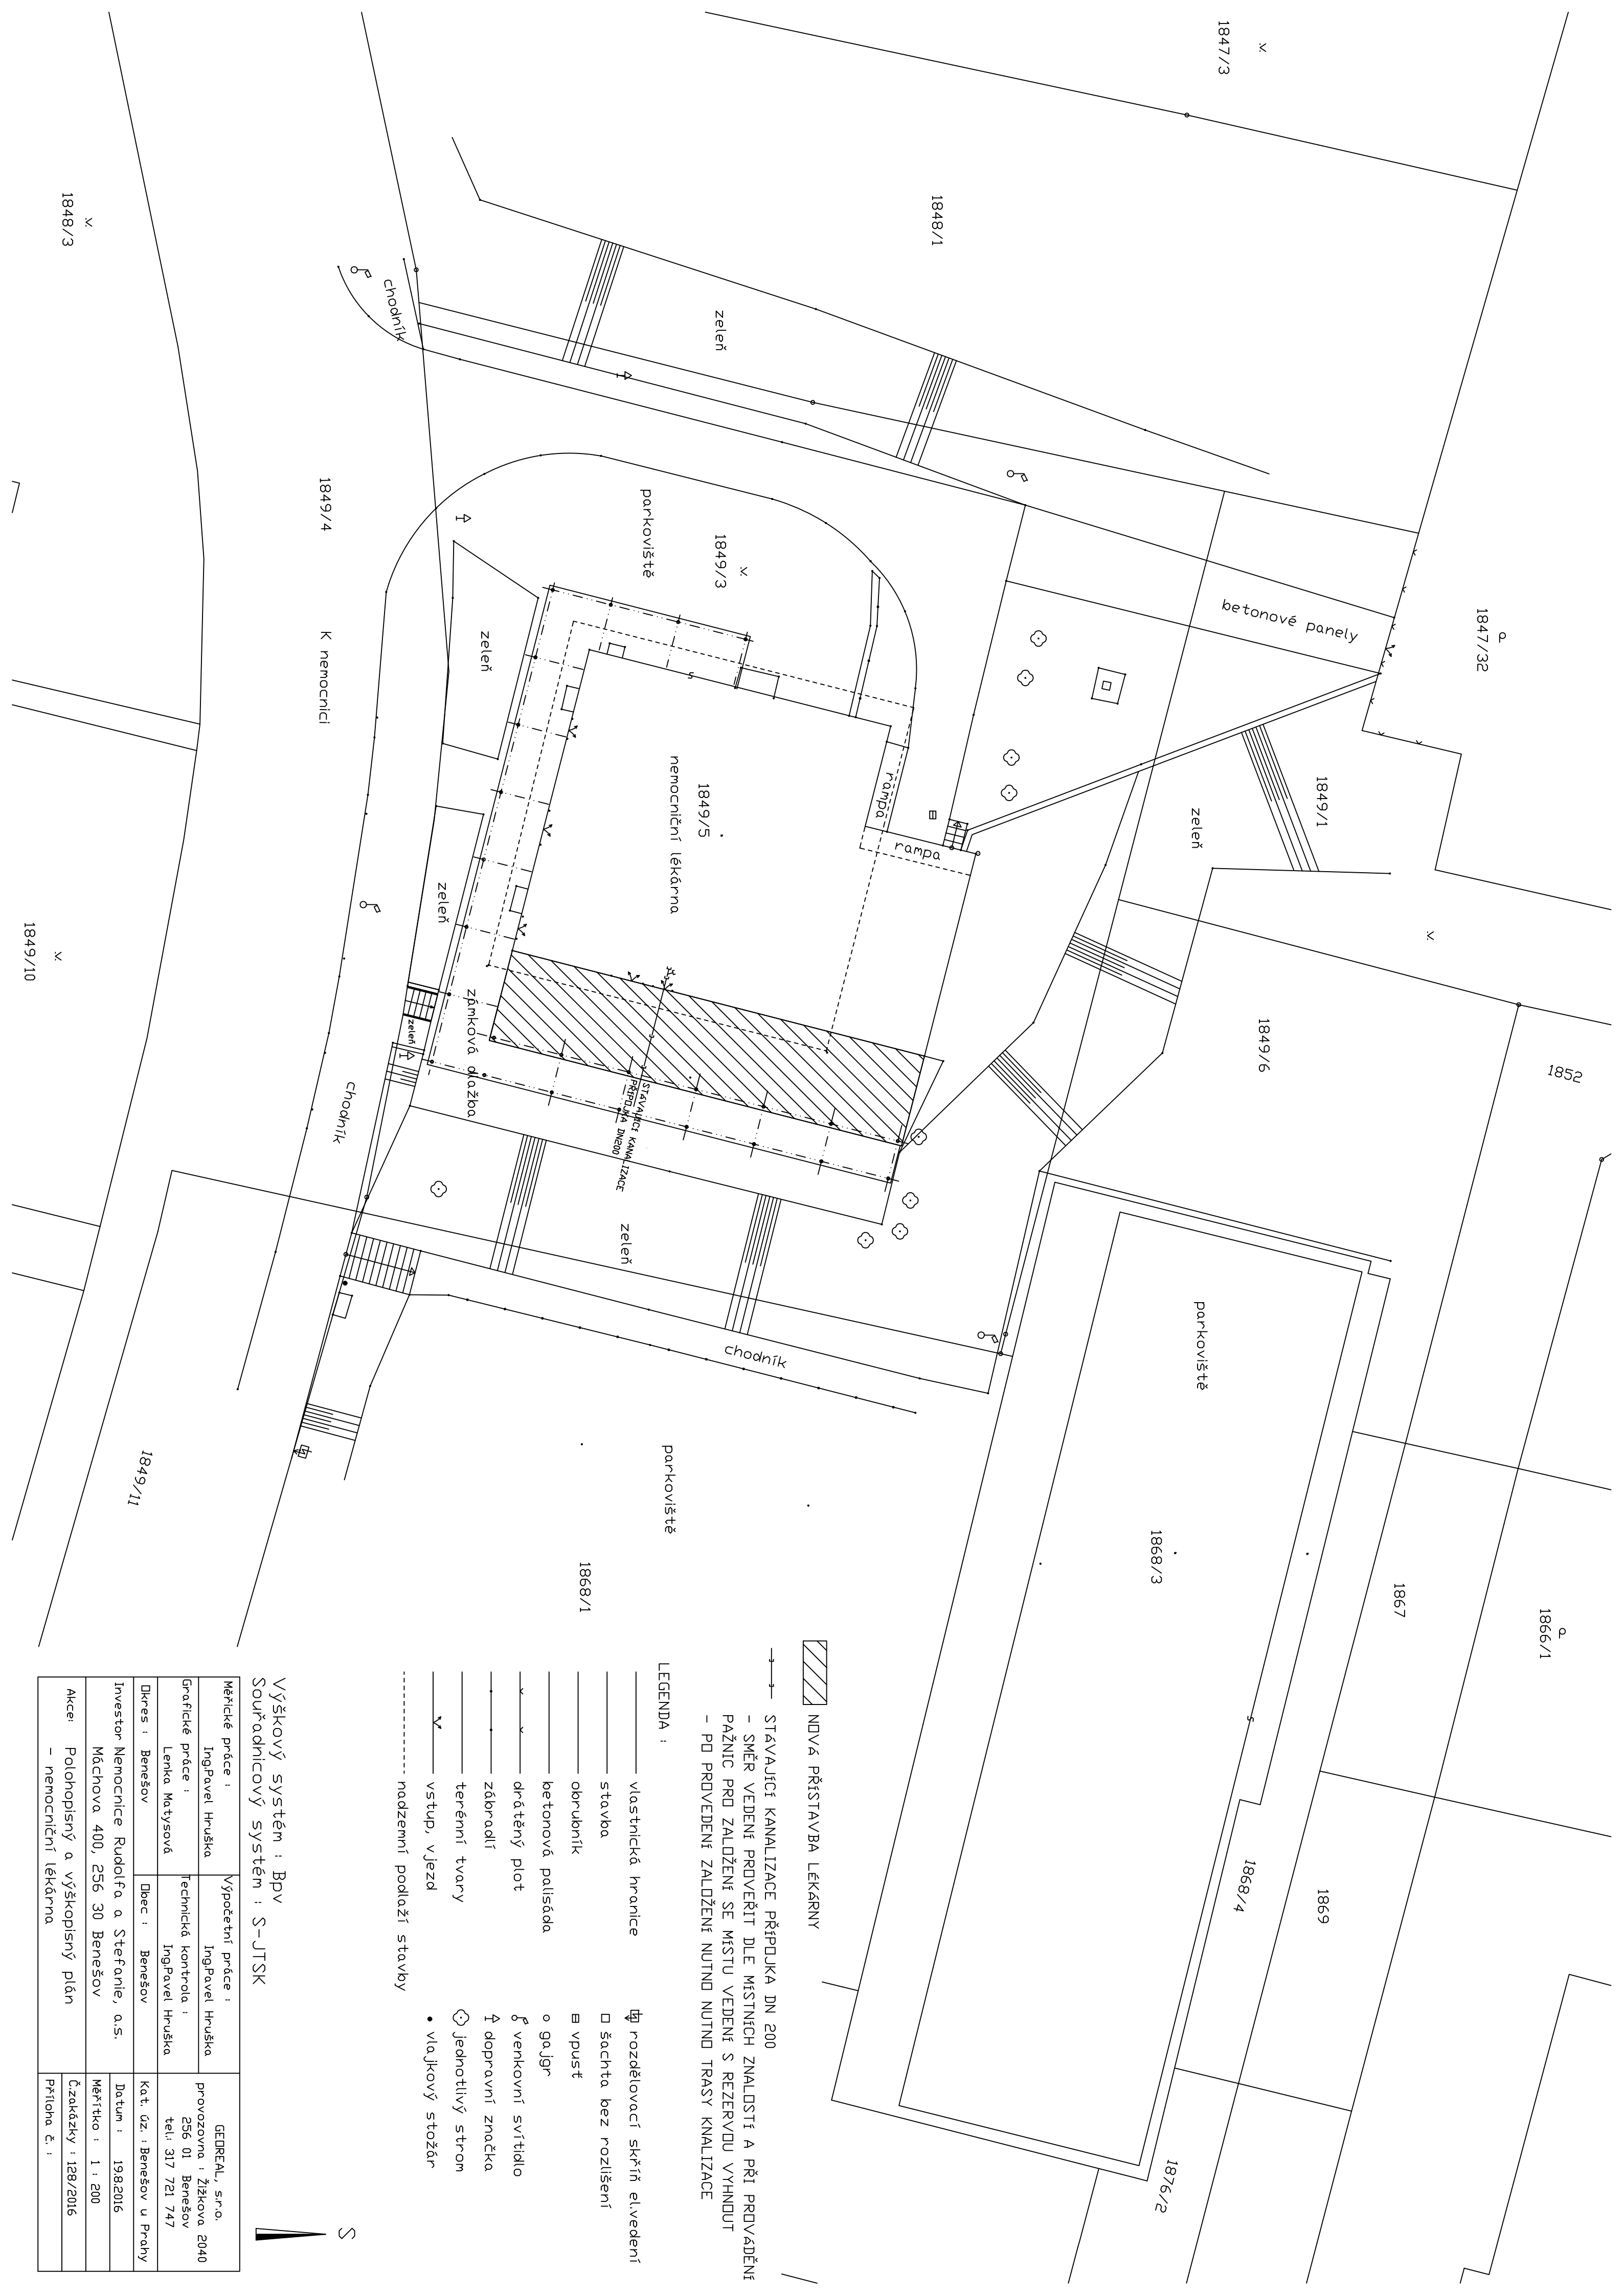 1847/3
1848/3
1848/1
chodník
zeleň
1849/4
parkoviště
1849/3
betonové panely
1847/32
K nemocnici
zeleň
nemocniční lékárna
1849/5
rampa
rampa
zeleň
1849/1
zeleň
1849/10
zámková dlažba
zeleň
chodník
STÁVAJÍCÍ KANALIZACE
PŘÍPOJKA DN200
1849/6
1852
zeleň
chodník
parkoviště
1849/11
parkoviště
1868/1
1868/3
1867
1866/1
1868/4
1869
1876/2
NOVÁ PŘÍSTAVBA LÉKÁRNY
STÁVAJÍCÍ KANALIZACE PŘÍPOJKA DN 200
- SMĚR VEDENÍ PROVĚŘIT DLE MÍSTNÍCH ZNALOSTÍ A PŘI PROVÁDĚNÍ
PAŽNIC PRO ZALOŽENÍ SE MÍSTU VEDENÍ S REZERVOU VYHNOUT
- PO PROVEDENÍ ZALOŽENÍ NUTNO NUTNO TRASY KNALIZACE
LEGENDA :
vlastnická hranice
stavba
obrubník
betonová palisáda
drátěný plot
zábradlí
terénní tvary
vstup, vjezd
nadzemní podlaží stavby
rozdělovací skříň el.vedení
šachta bez rozlišení
vpusť
gajgr
venkovní svítidlo
dopravní značka
jednotlivý strom
vlajkový stožár
S
Výškový systém : Bpv
Souřadnicový systém : S-JTSK
Měřické práce :
Ing.Pavel Hruška
Výpočetní práce :
Ing.Pavel Hruška
GEOREAL, s.r.o.
provozovna : Žižkova 2040
256 01 Benešov
tel.: 317 721 747
Grafické práce :
Lenka Matysová
Technická kontrola :
Ing.Pavel Hruška
Okres : Benešov
Obec : Benešov
Kat. úz. : Benešov u Prahy
Investor Nemocnice Rudolfa a Stefanie, a.s.
Máchova 400, 256 30 Benešov
Datum : 19.8.2016
Měřítko : 1 : 200
Akce: Polohopisný a výškopisný plán
- nemocniční lékárna
Č.zakázky : 128/2016
Příloha č. :